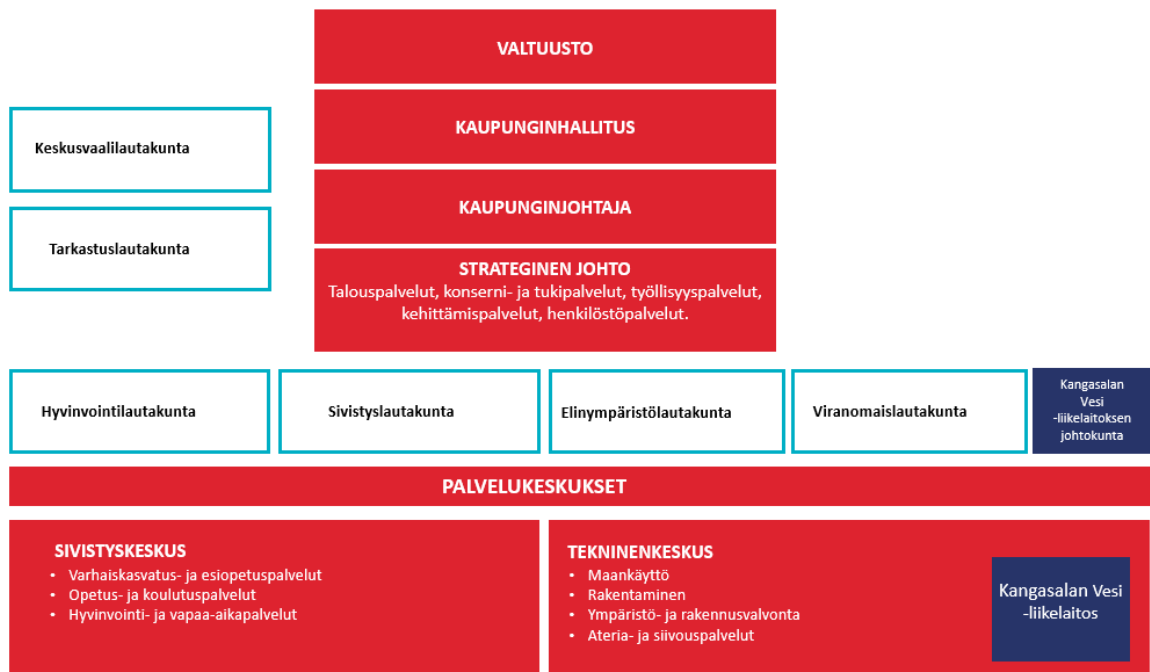 VALTUUSTO
KAUPUNGINHALLITUS
Keskusvaalilautakunta
KAUPUNGINJOHTAJA
Tarkastuslautakunta
STRATEGINEN JOHTO
Talouspalvelut, konserni- ja tukipalvelut, työllisyyspalvelut,
kehittämispalvelut, henkilöstöpalvelut.
Hyvinvointilautakunta
Sivistyslautakunta
Elinympäristölautakunta
Viranomaislautakunta
Kangasalan
Vesi
-liikelaitoksen
johtokunta
PALVELUKESKUKSET
SIVISTYSKESKUS
• Varhaiskasvatus- ja esiopetuspalvelut
• Opetus- ja koulutuspalvelut
• Hyvinvointi- ja vapaa-aikapalvelut
TEKNINENKESKUS
• Maankäyttö
• Rakentaminen
• Ympäristö- ja rakennusvalvonta
• Ateria- ja siivouspalvelut
Kangasalan Vesi
-liikelaitos